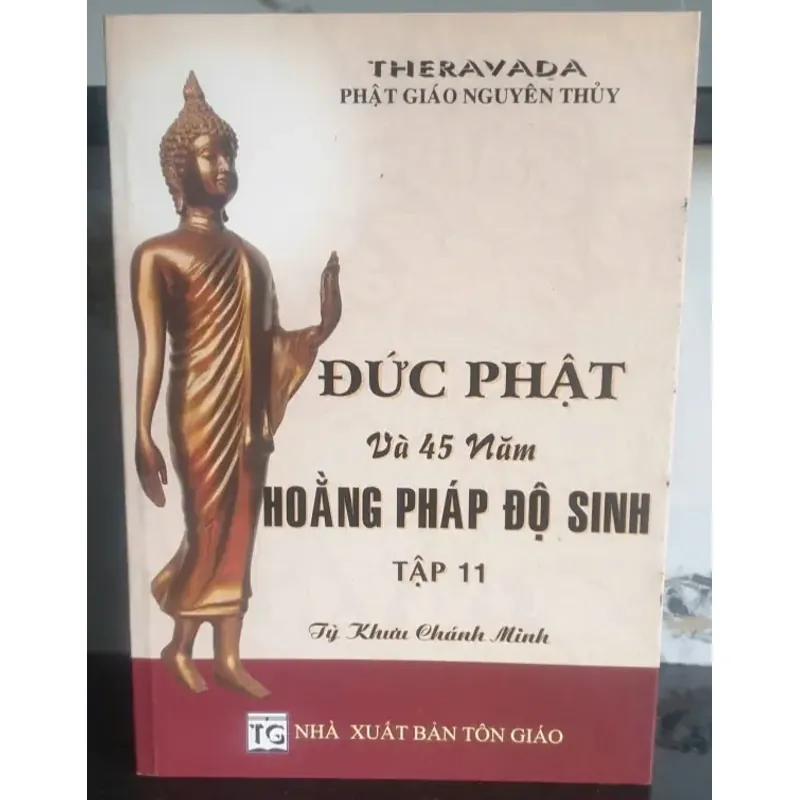 THERAVADA
PHẬT GIÁO NGUYÊN THỦY
ĐỨC PHẬT
Và 45 Năm
HOẰNG PHÁP ĐỘ SINH
TẬP 11
Tỳ Khưu Chánh Minh
TG NHÀ XUẤT BẢN TÔN GIÁO